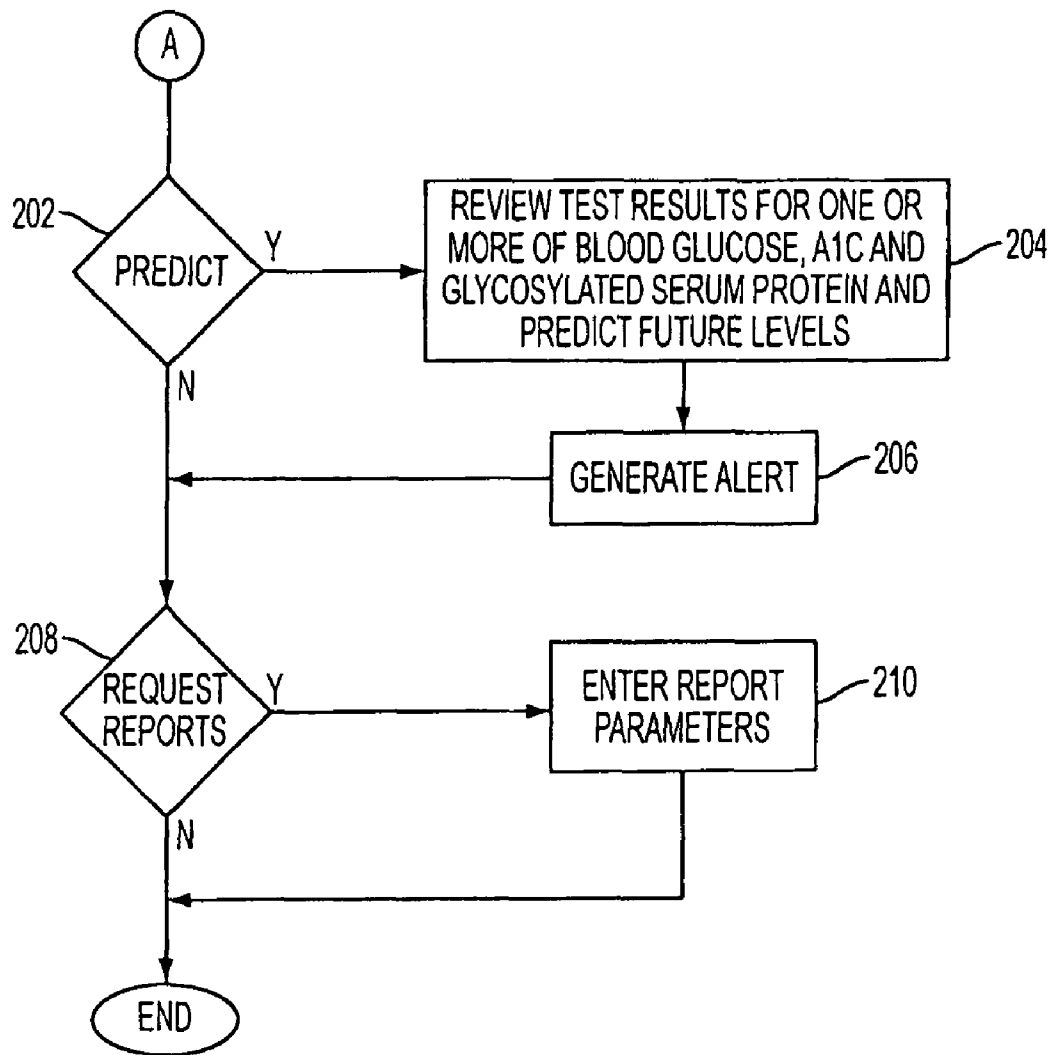 A
202
PREDICT
Y
N
REVIEW TEST RESULTS FOR ONE OR
MORE OF BLOOD GLUCOSE, A1C AND
GLYCOSYLATED SERUM PROTEIN AND
PREDICT FUTURE LEVELS
204
GENERATE ALERT
206
208
REQUEST
REPORTS
Y
N
ENTER REPORT
PARAMETERS
210
END